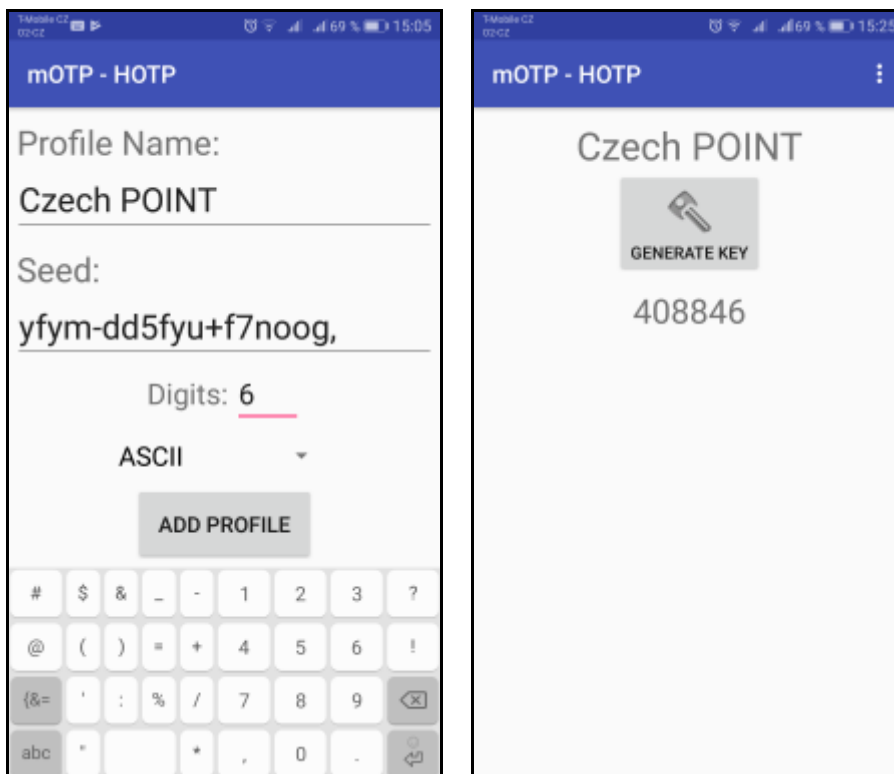 T-Mobile CZ
O2-CZ
69 % 15:05
mOTP - HOTP
Profile Name:
Czech POINT
Seed:
yfym-dd5fyu+f7noog,
Digits: 6
ASCII
ADD PROFILE
# $ & _ - 1 2 3 ?
@ ( ) = + 4 5 6 !
{&= ' : % / 7 8 9
abc " * , 0 .
T-Mobile CZ
O2-CZ
69 % 15:25
mOTP - HOTP
Czech POINT
GENERATE KEY
408846